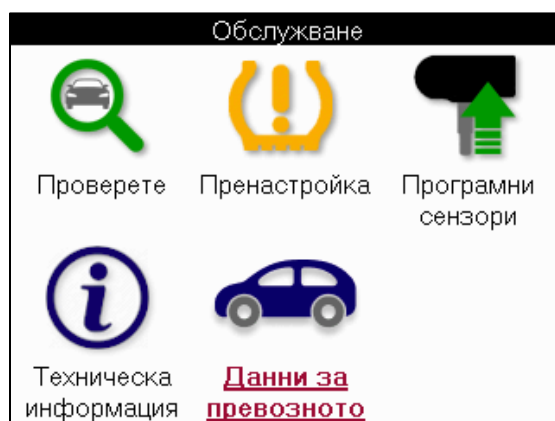 Обслужване
Проверете
Пренастройка
Програмни
сензори
Техническа
информация
Данни за
превозното